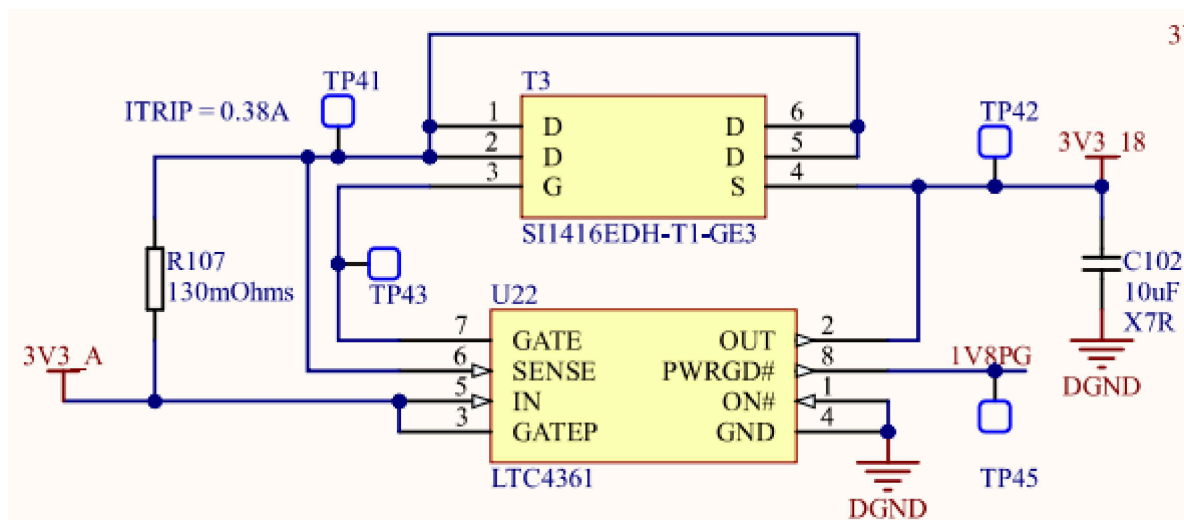 3
TP41
T3
ITRIP = 0.38A
TP42
1
D
D
6
3V3_18
2
D
D
5
3
G
S
4
SI1416EDH-T1-GE3
R107
130mOhms
TP43
C102
10uF
X7R
U22
7
GATE
OUT
2
3V3_A
6
SENSE
PWRGD#
8
1V8PG
5
IN
ON#
1
DGND
3
GATEP
GND
4
LTC4361
TP45
DGND